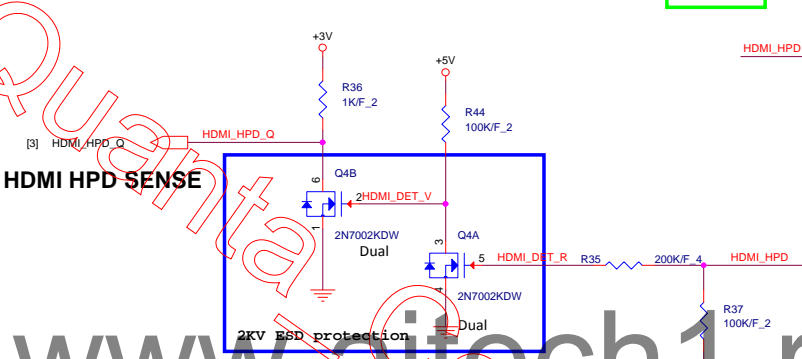 +3V
+5V
HDMI_HPD
R36
1K/F_2
R44
100K/F_2
[3] HDMI_HPD_Q
HDMI_HPD_Q
HDMI HPD SENSE
Q4B
6
2
HDMI_DET_V
1
2N7002KDW
Dual
3
Q4A
5
HDMI_DET_R
R35
200K/F_4
HDMI_HPD
4
2N7002KDW
Dual
R37
100K/F_2
2KV ESD protection
Quanta